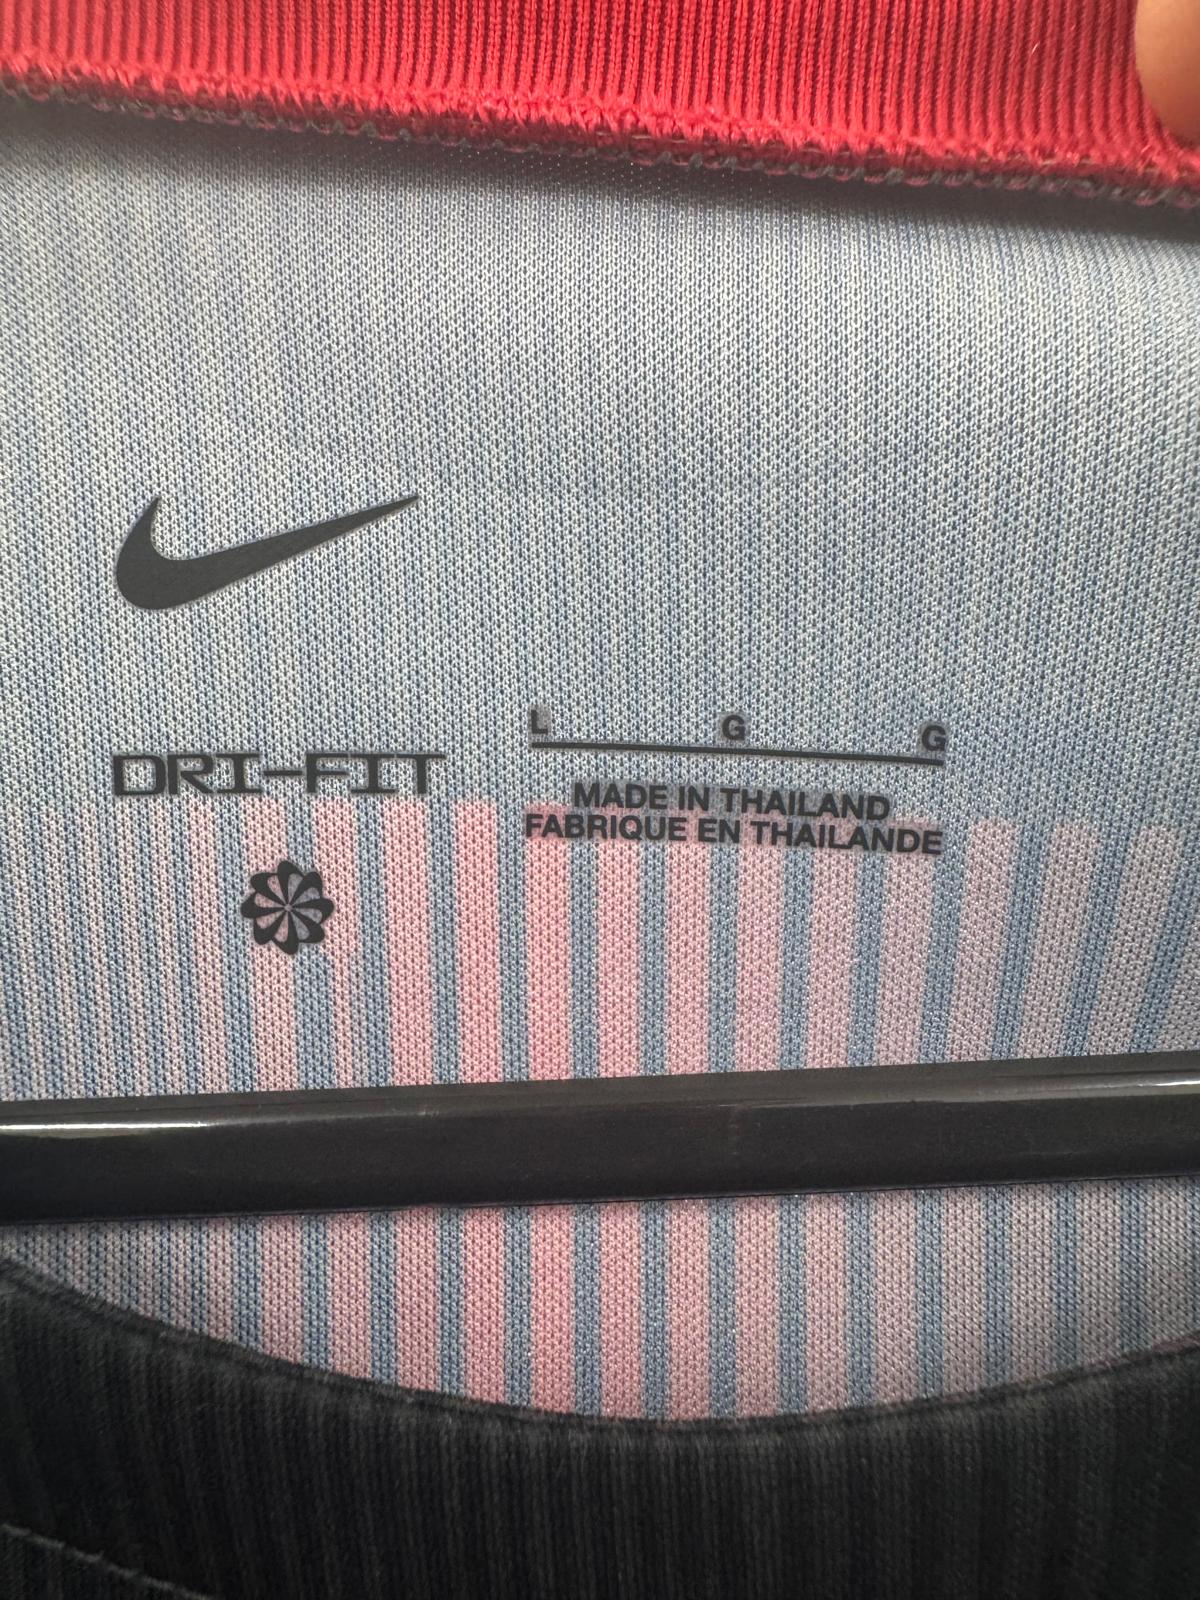 DRI-FIT
L G G
MADE IN THAILAND
FABRIQUE EN THAILANDE